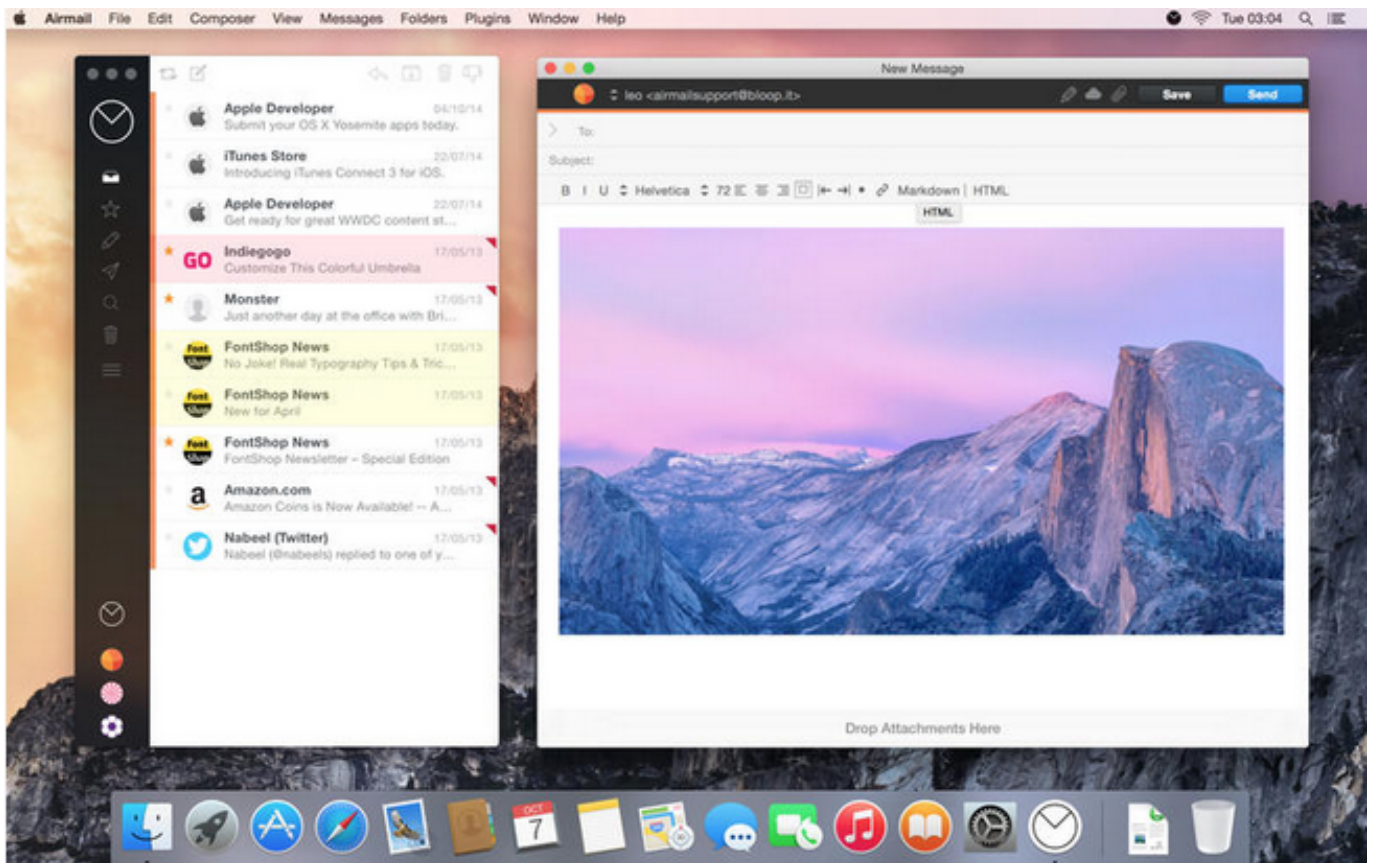 Airmail File Edit Composer View Messages Folders Plugins Window Help Tue 03:04
Apple Developer 04/10/14
Submit your OS X Yosemite apps today.
iTunes Store 22/07/14
Introducing iTunes Connect 3 for iOS.
Apple Developer 22/07/14
Get ready for great WWDC content st...
GO Indiegogo 17/05/13
Customize This Colorful Umbrella
Monster 17/05/13
Just another day at the office with Bri...
Font Shop FontShop News 17/05/13
No Joke! Real Typography Tips & Tric...
Font Shop FontShop News 17/05/13
New for April
Font Shop FontShop News 17/05/13
FontShop Newsletter – Special Edition
a Amazon.com 17/05/13
Amazon Coins is Now Available! -- A...
Nabeel (Twitter) 17/05/13
Nabeel (@nabeels) replied to one of y...
New Message
leo <airmailsupport@bloop.it> Save Send
To:
Subject:
B I U Helvetica 72 Markdown | HTML
HTML
Drop Attachments Here
OCT
7